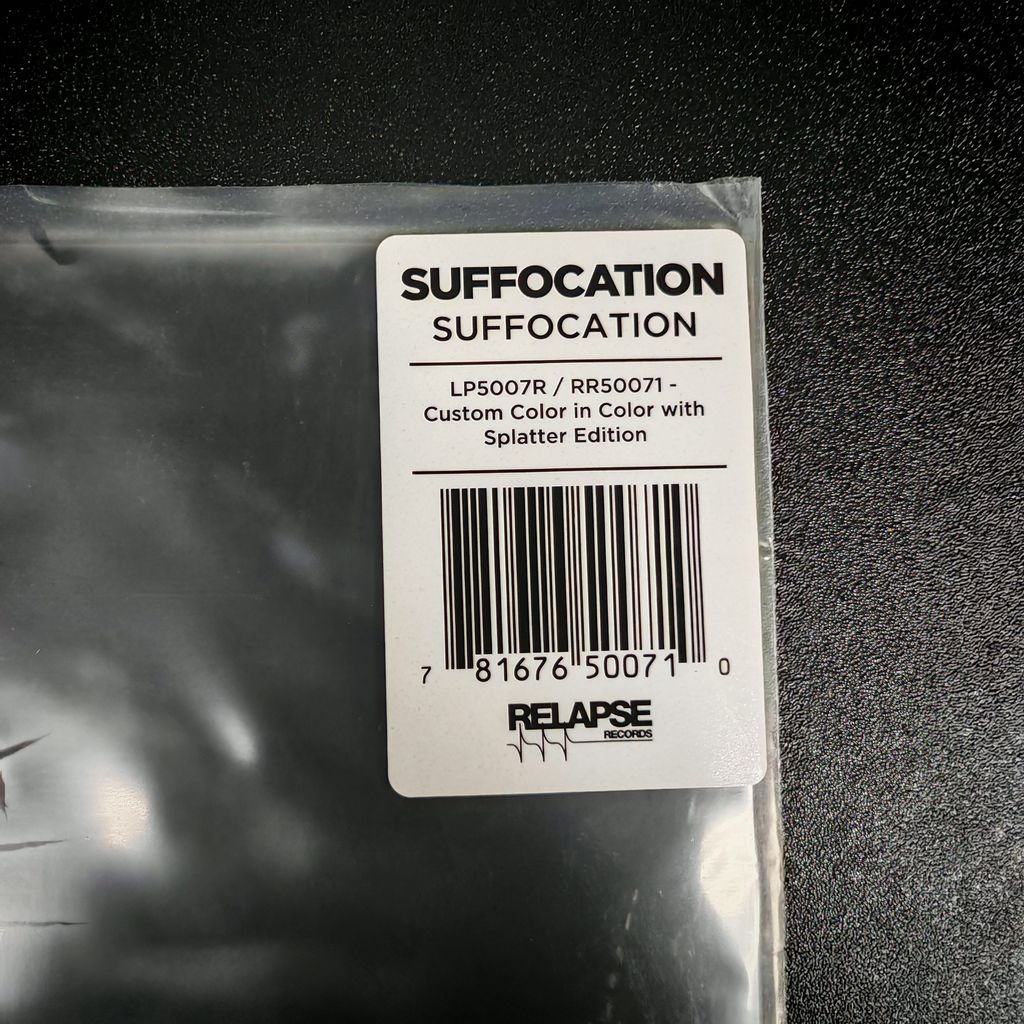 SUFFOCATION
SUFFOCATION
LP5007R / RR50071 -
Custom Color in Color with
Splatter Edition
7 81676 50071 0
RELAPSE
RECORDS